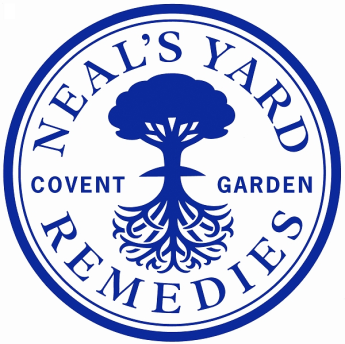 NEAL'S YARD
COVENT GARDEN
REMEDIES